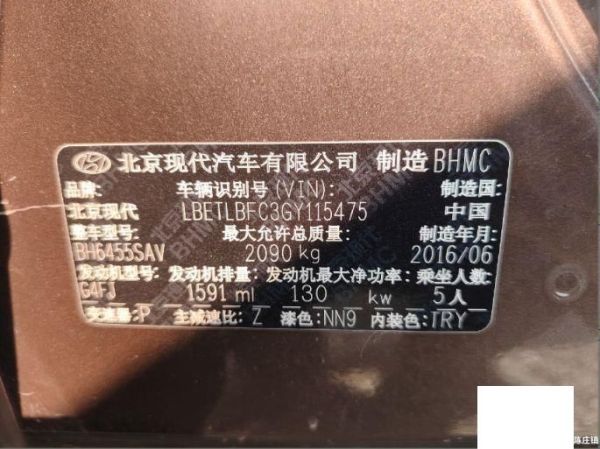 北京现代汽车有限公司 制造 BHMC
品牌: 车辆识别号(VIN): 制造国:
北京现代 LBETLBFC3GY115475 中国
整车型号: 最大允许总质量: 制造年月:
BH6455SAV 2090 kg 2016/06
发动机型号: 发动机排量: 发动机最大净功率: 乘坐人数:
G4FJ 1591 ml 130 kw 5人
变速器: P 主减速比: Z 漆色: NN9 内装色: TRY
陈庄镇